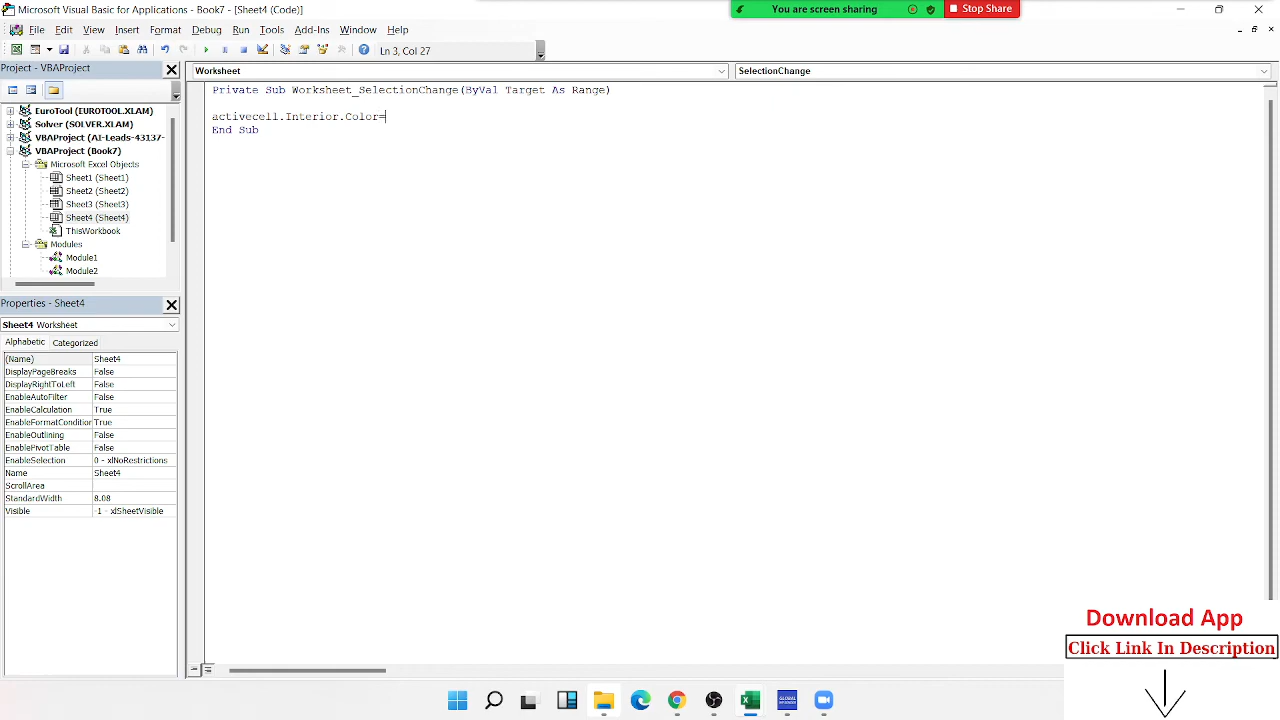 Microsoft Visual Basic for Applications - Book7 - [Sheet4 (Code)]
You are screen sharing
Stop Share
File Edit View Insert Format Debug Run Tools Add-Ins Window Help
Ln 3, Col 27
Project - VBAProject
Worksheet
SelectionChange
EuroTool (EUROTOOL.XLAM)
Solver (SOLVER.XLAM)
VBAProject (AI-Leads-43137-
VBAProject (Book7)
Microsoft Excel Objects
Sheet1 (Sheet1)
Sheet2 (Sheet2)
Sheet3 (Sheet3)
Sheet4 (Sheet4)
ThisWorkbook
Modules
Module1
Module2
Private Sub Worksheet_SelectionChange(ByVal Target As Range)
activecell.Interior.Color=
End Sub
Properties - Sheet4
Sheet4 Worksheet
Alphabetic Categorized
(Name) Sheet4
DisplayPageBreaks False
DisplayRightToLeft False
EnableAutoFilter False
EnableCalculation True
EnableFormatCondition True
EnableOutlining False
EnablePivotTable False
EnableSelection 0 - xlNoRestrictions
Name Sheet4
ScrollArea
StandardWidth 8.08
Visible -1 - xlSheetVisible
Download App
Click Link In Description